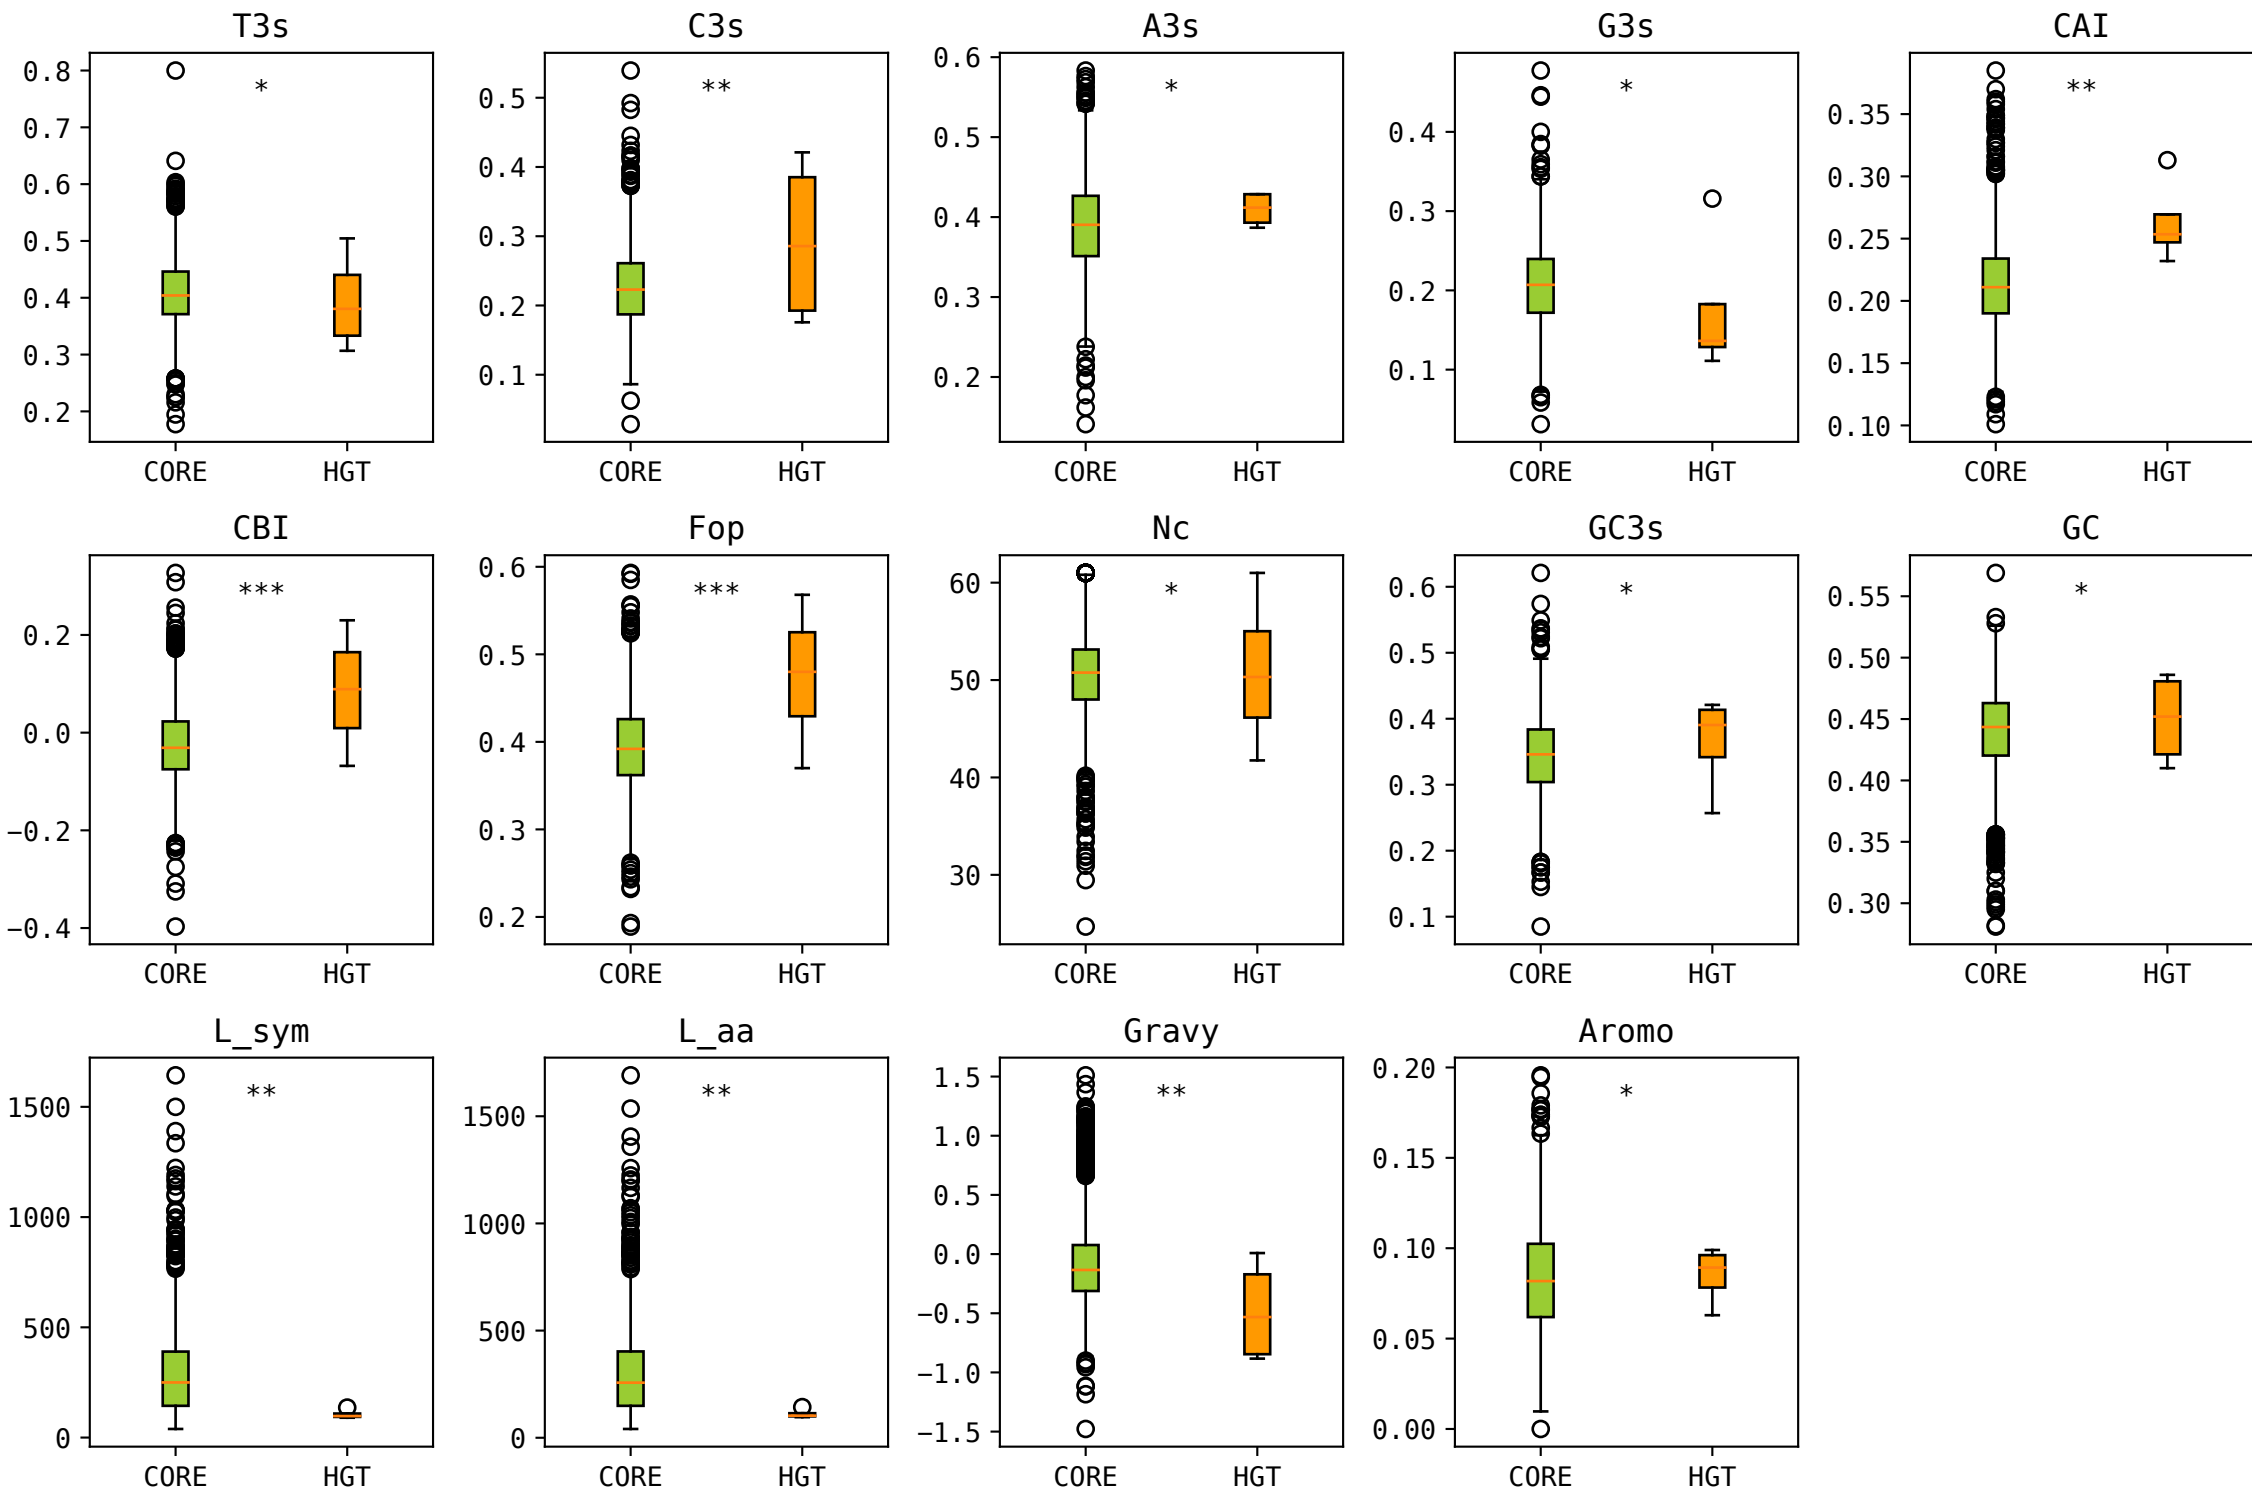 T3s C3s A3s G3s CAI
* ** * * **
0.8 0.7 0.6 0.5 0.4 0.3 0.2
0.5 0.4 0.3 0.2 0.1
0.6 0.5 0.4 0.3 0.2
0.4 0.3 0.2 0.1
0.35 0.30 0.25 0.20 0.15 0.10
CORE HGT CORE HGT CORE HGT CORE HGT CORE HGT
CBI Fop Nc GC3s GC
*** *** * * *
0.2 0.0 −0.2 −0.4
0.6 0.5 0.4 0.3 0.2
60 50 40 30
0.6 0.5 0.4 0.3 0.2 0.1
0.55 0.50 0.45 0.40 0.35 0.30
CORE HGT CORE HGT CORE HGT CORE HGT CORE HGT
L_sym L_aa Gravy Aromo
** ** ** *
1500 1000 500 0
1500 1000 500 0
1.5 1.0 0.5 0.0 −0.5 −1.0 −1.5
0.20 0.15 0.10 0.05 0.00
CORE HGT CORE HGT CORE HGT CORE HGT